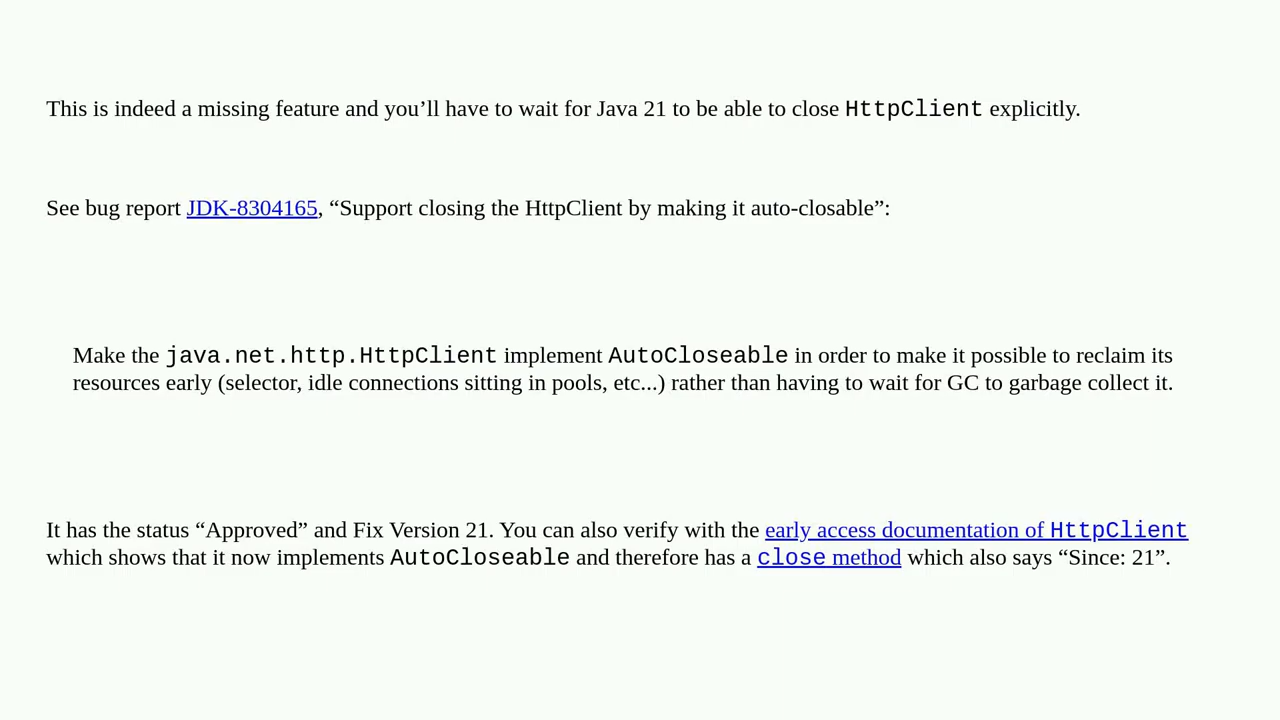 This is indeed a missing feature and you’ll have to wait for Java 21 to be able to close HttpClient explicitly.
See bug report JDK-8304165, “Support closing the HttpClient by making it auto-closable”:
Make the java.net.http.HttpClient implement AutoCloseable in order to make it possible to reclaim its
resources early (selector, idle connections sitting in pools, etc...) rather than having to wait for GC to garbage collect it.
It has the status “Approved” and Fix Version 21. You can also verify with the early access documentation of HttpClient
which shows that it now implements AutoCloseable and therefore has a close method which also says “Since: 21”.